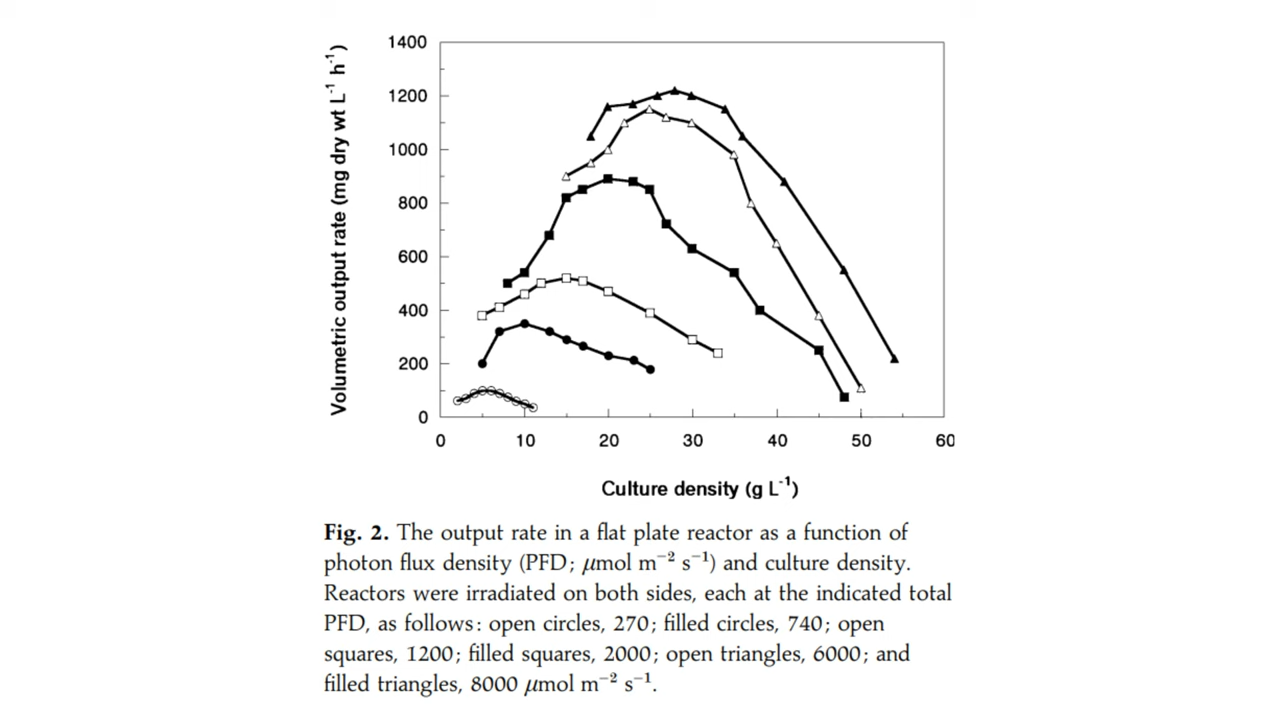 Volumetric output rate (mg dry wt L⁻¹ h⁻¹)
1400
1200
1000
800
600
400
200
0
0 10 20 30 40 50 60
Culture density (g L⁻¹)
Fig. 2. The output rate in a flat plate reactor as a function of
photon flux density (PFD; μmol m⁻² s⁻¹) and culture density.
Reactors were irradiated on both sides, each at the indicated total
PFD, as follows: open circles, 270; filled circles, 740; open
squares, 1200; filled squares, 2000; open triangles, 6000; and
filled triangles, 8000 μmol m⁻² s⁻¹.